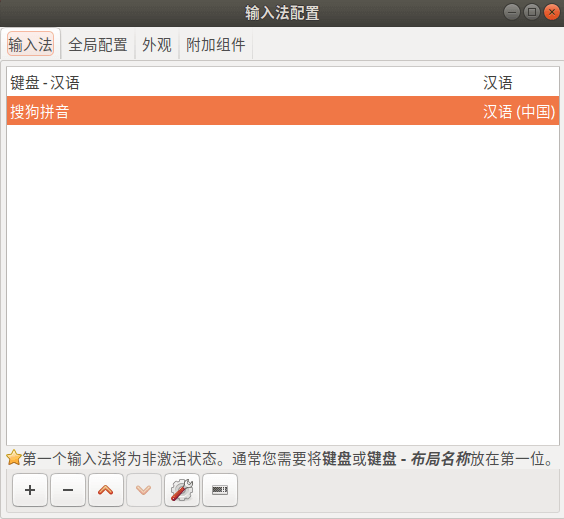 输入法配置
输入法 全局配置 外观 附加组件
键盘 - 汉语 汉语
搜狗拼音 汉语 (中国)
第一个输入法将为非激活状态。通常您需要将键盘或键盘 - 布局名称放在第一位。